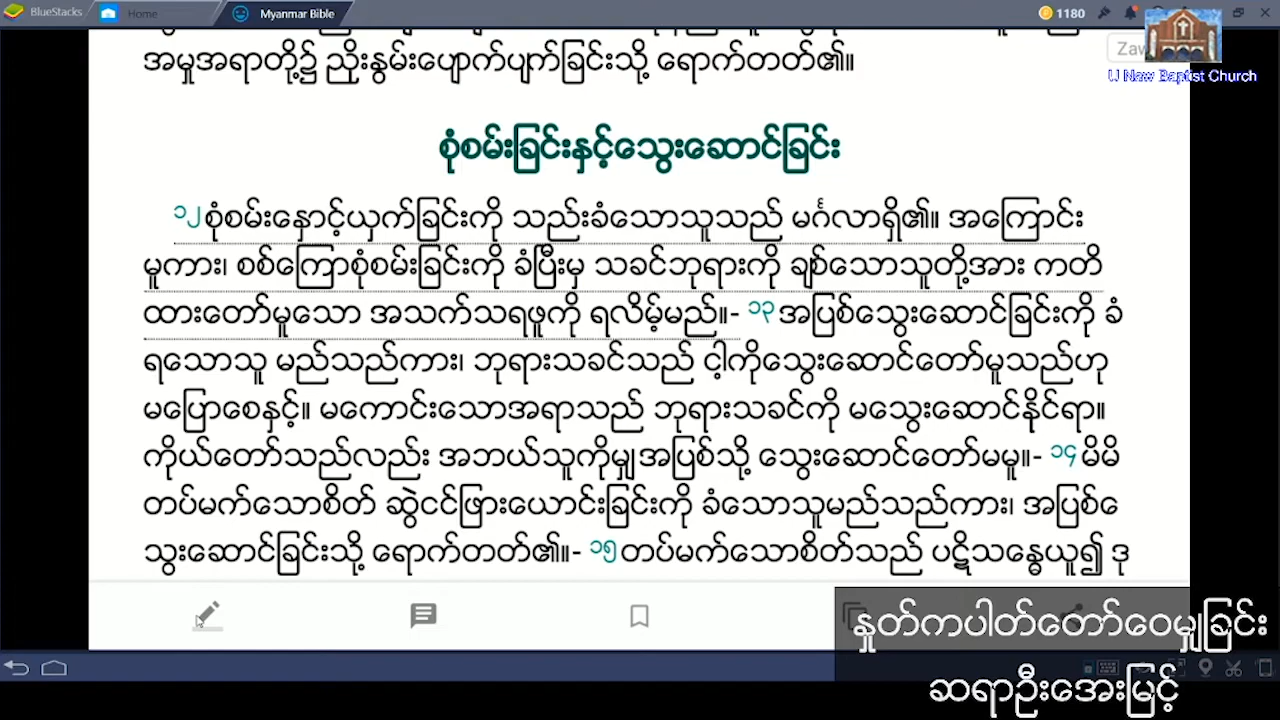 BlueStacks Home Myanmar Bible 1180
Zaw
U Naw Baptist Church
အမှုအရာတို့၌ ညှိုးနွမ်းပျောက်ပျက်ခြင်းသို့ ရောက်တတ်၏။
စုံစမ်းခြင်းနှင့်သွေးဆောင်ခြင်း
၁၂ စုံစမ်းနှောင့်ယှက်ခြင်းကို သည်းခံသောသူသည် မင်္ဂလာရှိ၏။ အကြောင်း
မူကား၊ စစ်ကြောစုံစမ်းခြင်းကို ခံပြီးမှ သခင်ဘုရားကို ချစ်သောသူတို့အား ကတိ
ထားတော်မူသော အသက်သရဖူကို ရလိမ့်မည်။- ၁၃ အပြစ်သွေးဆောင်ခြင်းကို ခံ
ရသောသူ မည်သည်ကား၊ ဘုရားသခင်သည် ငါ့ကိုသွေးဆောင်တော်မူသည်ဟု
မပြောစေနှင့်။ မကောင်းသောအရာသည် ဘုရားသခင်ကို မသွေးဆောင်နိုင်ရာ။
ကိုယ်တော်သည်လည်း အဘယ်သူကိုမျှ အပြစ်သို့ သွေးဆောင်တော်မမူ။- ၁၄ မိမိ
တပ်မက်သောစိတ် ဆွဲငင်ဖြားယောင်းခြင်းကို ခံသောသူမည်သည်ကား၊ အပြစ်သွေ
သွေးဆောင်ခြင်းသို့ ရောက်တတ်၏။- ၁၅ တပ်မက်သောစိတ်သည် ပဋိသန္ဓေယူ၍ ဒု
နှုတ်ကပါတ်တော်ဝေမျှခြင်း
ဆရာဦးအေးမြင့်